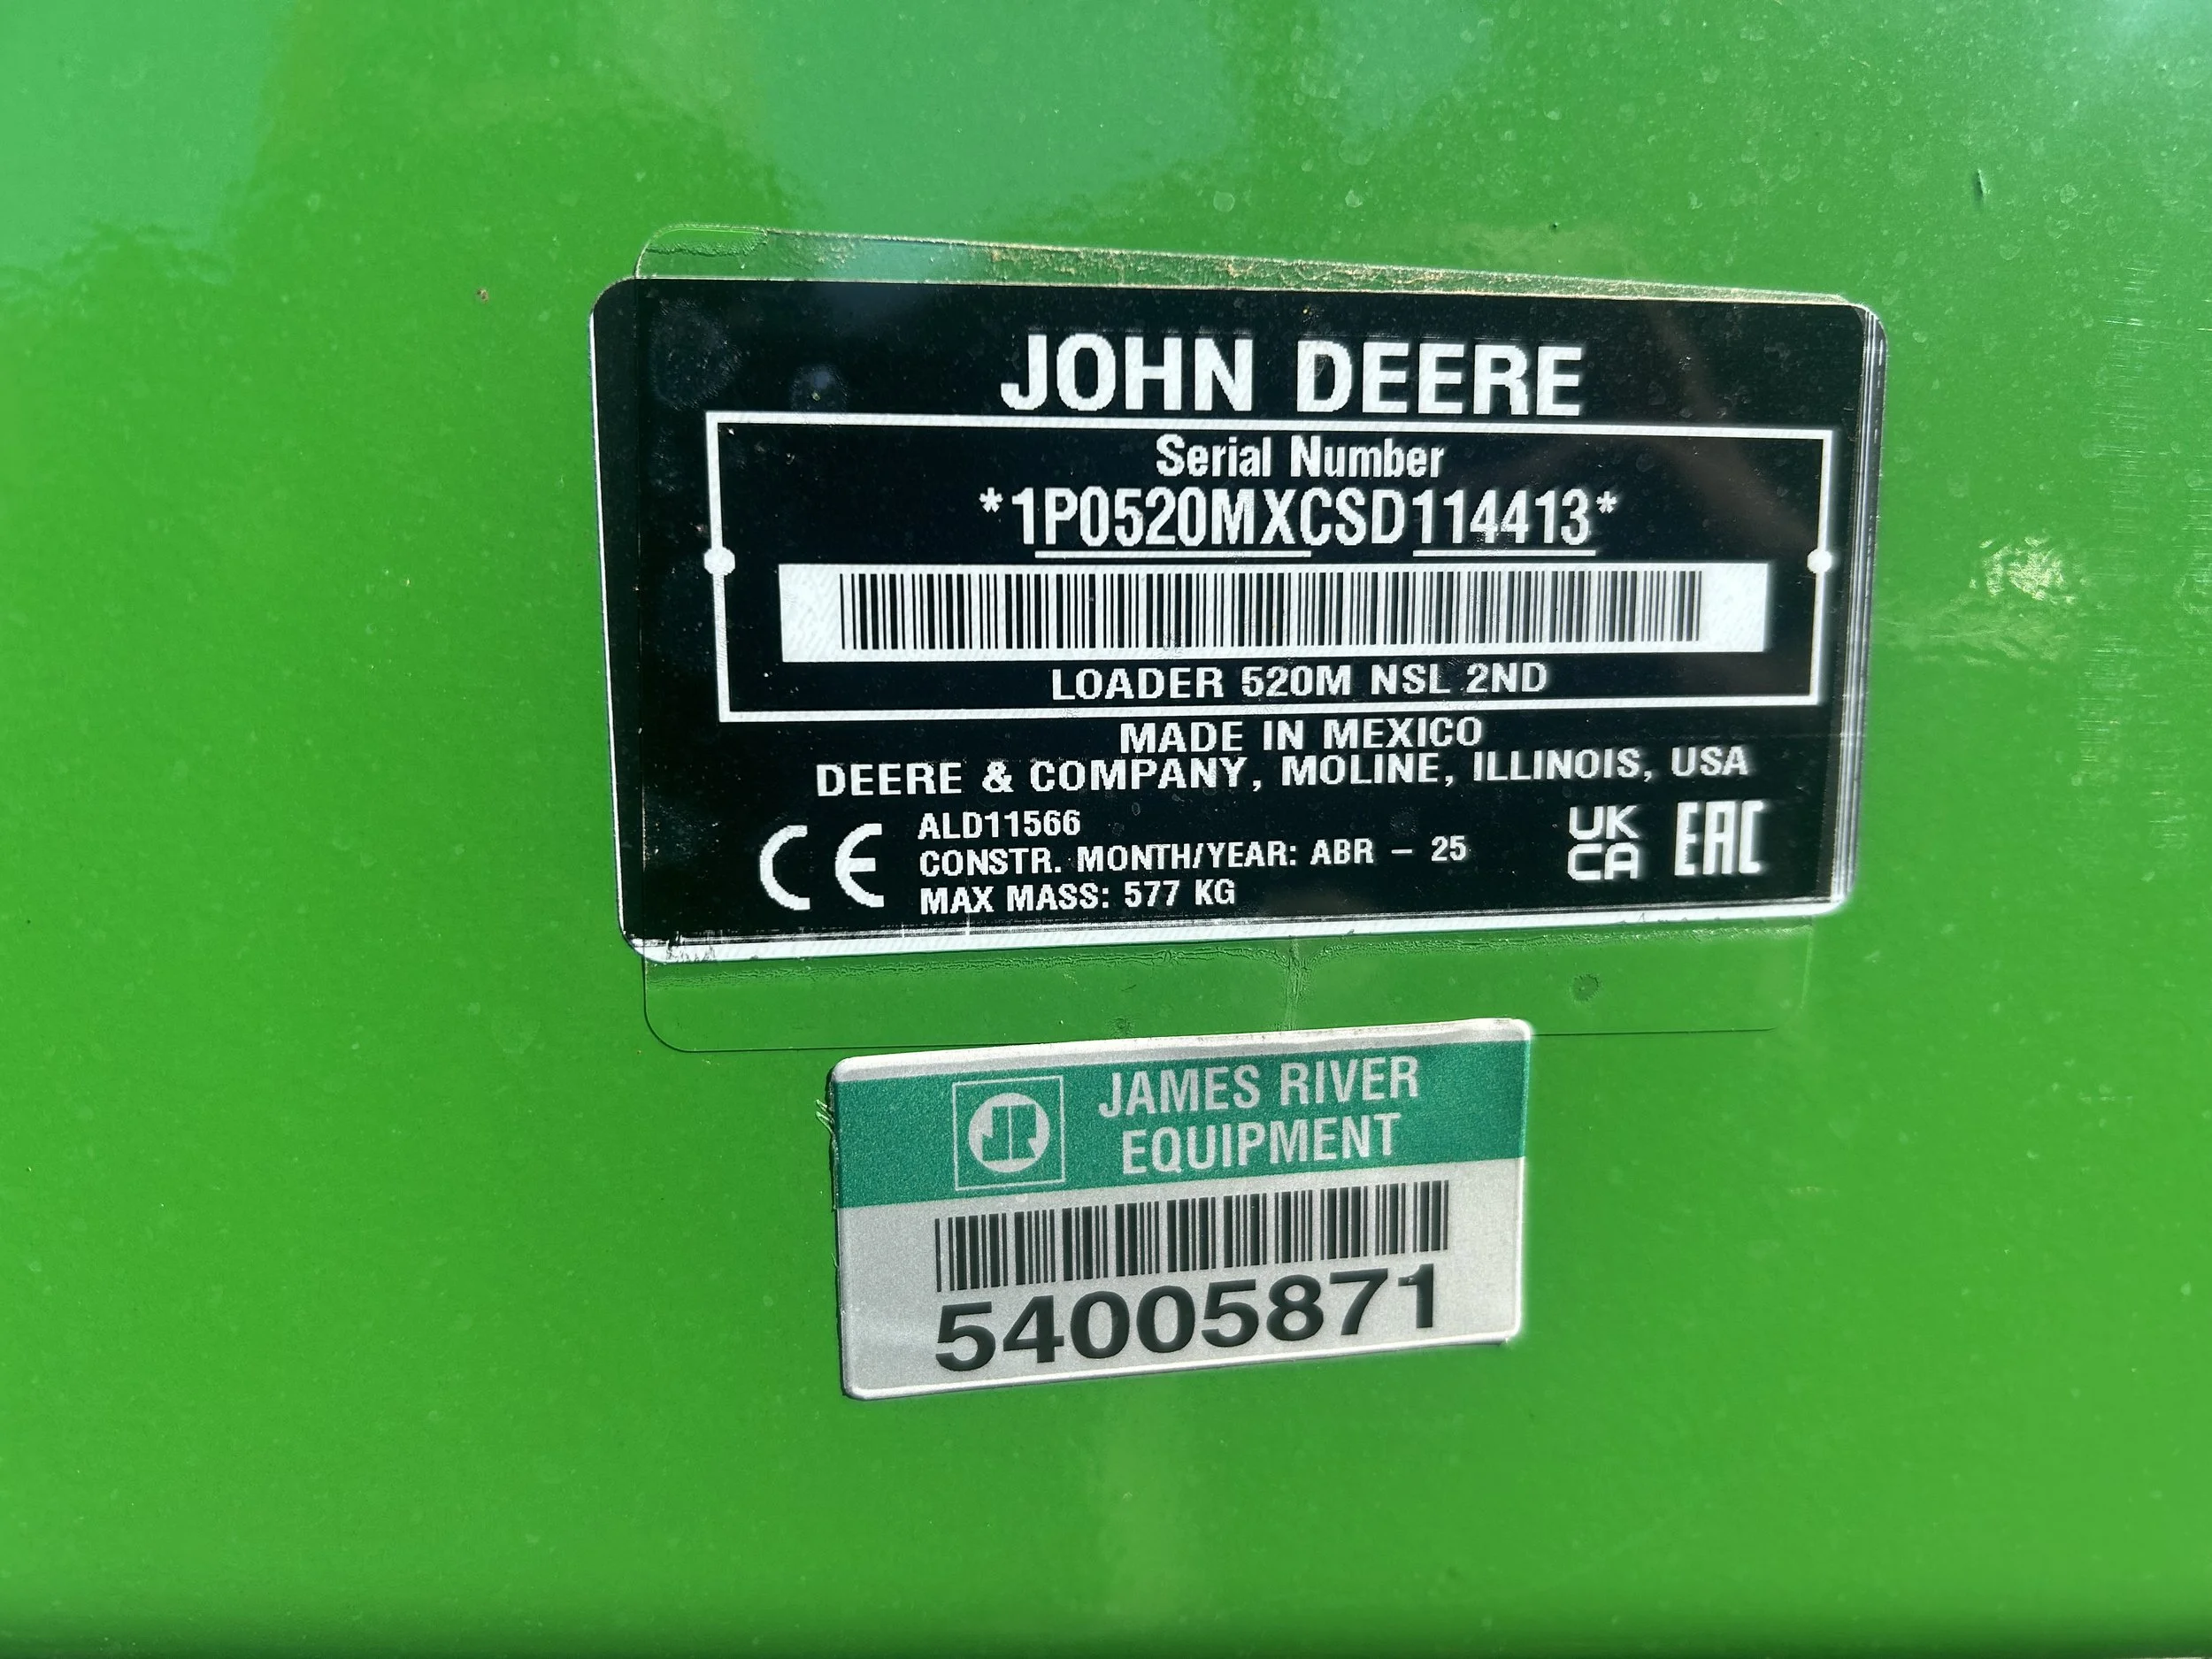 JOHN DEERE
Serial Number
*1P0520MXCSD114413*
LOADER 520M NSL 2ND
MADE IN MEXICO
DEERE & COMPANY, MOLINE, ILLINOIS, USA
CE
ALD11566
CONSTR. MONTH/YEAR: ABR – 25
MAX MASS: 577 KG
UK
CA
EAC
JR
JAMES RIVER
EQUIPMENT
54005871